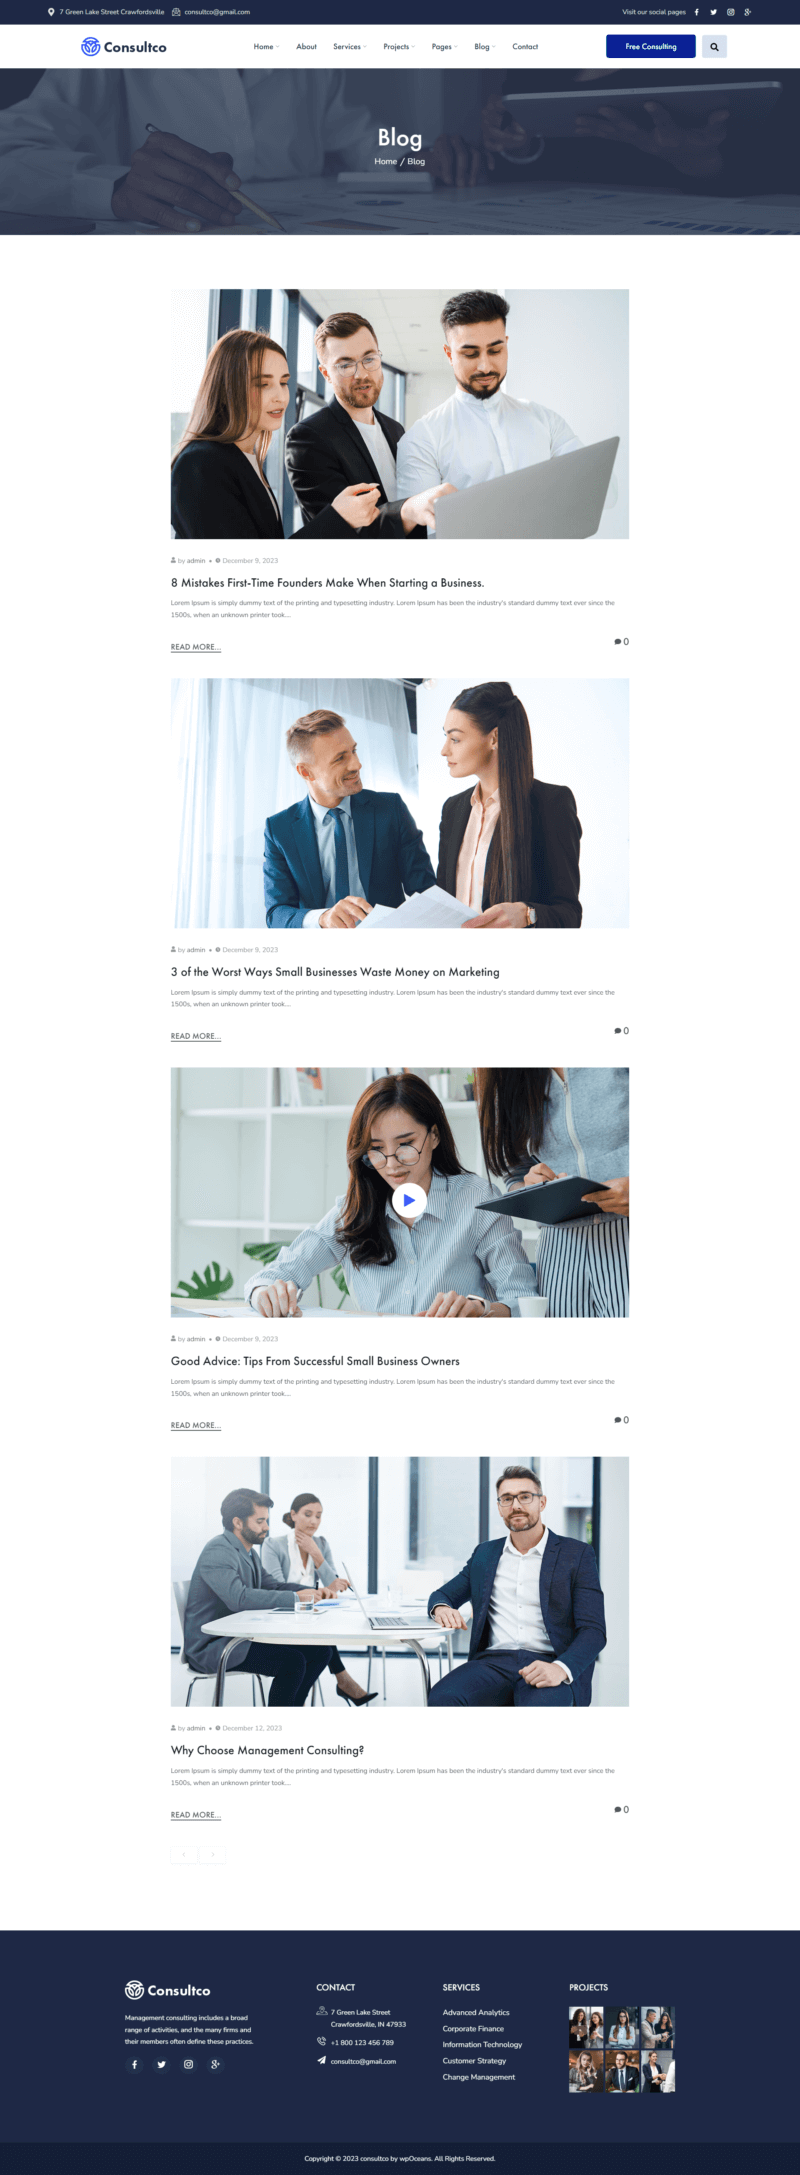 7 Green Lake Street Crawfordsville consultco@gmail.com Visit our social pages
Consultco Home About Services Projects Pages Blog Contact Free Consulting
Blog
Home / Blog
by admin • December 9, 2023
8 Mistakes First-Time Founders Make When Starting a Business.
Lorem Ipsum is simply dummy text of the printing and typesetting industry. Lorem Ipsum has been the industry's standard dummy text ever since the
1500s, when an unknown printer took....
READ MORE... 0
by admin • December 9, 2023
3 of the Worst Ways Small Businesses Waste Money on Marketing
Lorem Ipsum is simply dummy text of the printing and typesetting industry. Lorem Ipsum has been the industry's standard dummy text ever since the
1500s, when an unknown printer took....
READ MORE... 0
by admin • December 9, 2023
Good Advice: Tips From Successful Small Business Owners
Lorem Ipsum is simply dummy text of the printing and typesetting industry. Lorem Ipsum has been the industry's standard dummy text ever since the
1500s, when an unknown printer took....
READ MORE... 0
by admin • December 12, 2023
Why Choose Management Consulting?
Lorem Ipsum is simply dummy text of the printing and typesetting industry. Lorem Ipsum has been the industry's standard dummy text ever since the
1500s, when an unknown printer took....
READ MORE... 0
‹ ›
Consultco
Management consulting includes a broad
range of activities, and the many firms and
their members often define these practices.
CONTACT
7 Green Lake Street
Crawfordsville, IN 47933
+1 800 123 456 789
consultco@gmail.com
SERVICES
Advanced Analytics
Corporate Finance
Information Technology
Customer Strategy
Change Management
PROJECTS
Copyright © 2023 consultco by wpOceans. All Rights Reserved.